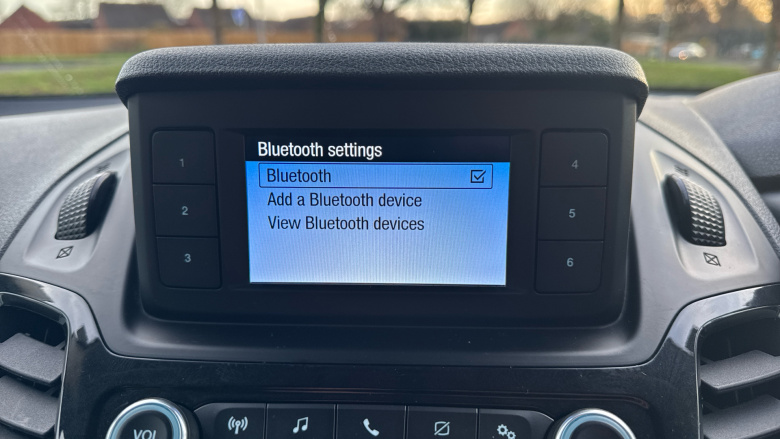 Bluetooth settings
Bluetooth
Add a Bluetooth device
View Bluetooth devices
1
2
3
4
5
6
VOL